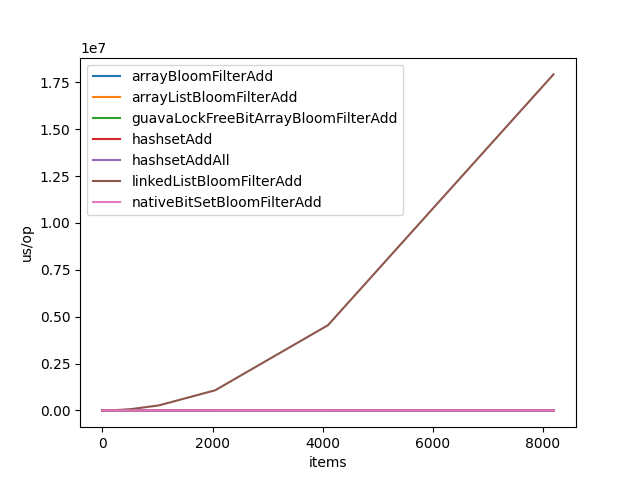 1e7
1.75
1.50
1.25
1.00
0.75
0.50
0.25
0.00
us/op
arrayBloomFilterAdd
arrayListBloomFilterAdd
guavaLockFreeBitArrayBloomFilterAdd
hashsetAdd
hashsetAddAll
linkedListBloomFilterAdd
nativeBitSetBloomFilterAdd
0 2000 4000 6000 8000
items